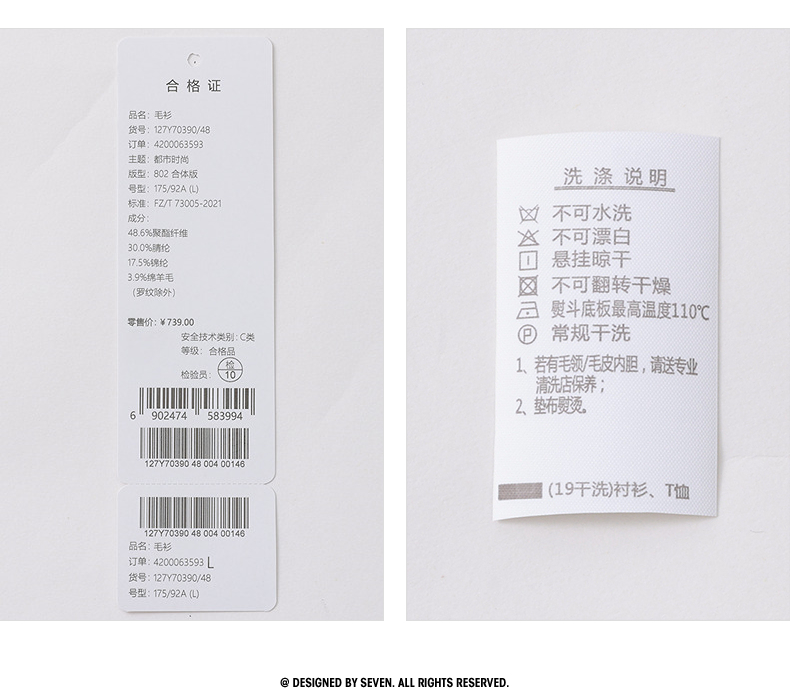 合格证
品名：毛衫
货号：127Y70390/48
订单：4200063593
主题：都市时尚
版型：802 合体版
号型：175/92A (L)
标准：FZ/T 73005-2021
成分：
48.6%聚酯纤维
30.0%腈纶
17.5%锦纶
3.9%绵羊毛
（罗纹除外）
零售价：￥739.00
安全技术类别：C类
等级：合格品
检验员：检 10
6 902474 583994
127Y70390 48 004 00146
127Y70390 48 004 00146
品名：毛衫
订单：4200063593 L
货号：127Y70390/48
号型：175/92A (L)
洗涤说明
不可水洗
不可漂白
悬挂晾干
不可翻转干燥
熨斗底板最高温度110℃
P 常规干洗
1、若有毛领/毛皮内胆，请送专业
清洗店保养；
2、垫布熨烫。
(19干洗)衬衫、T恤
@ DESIGNED BY SEVEN. ALL RIGHTS RESERVED.